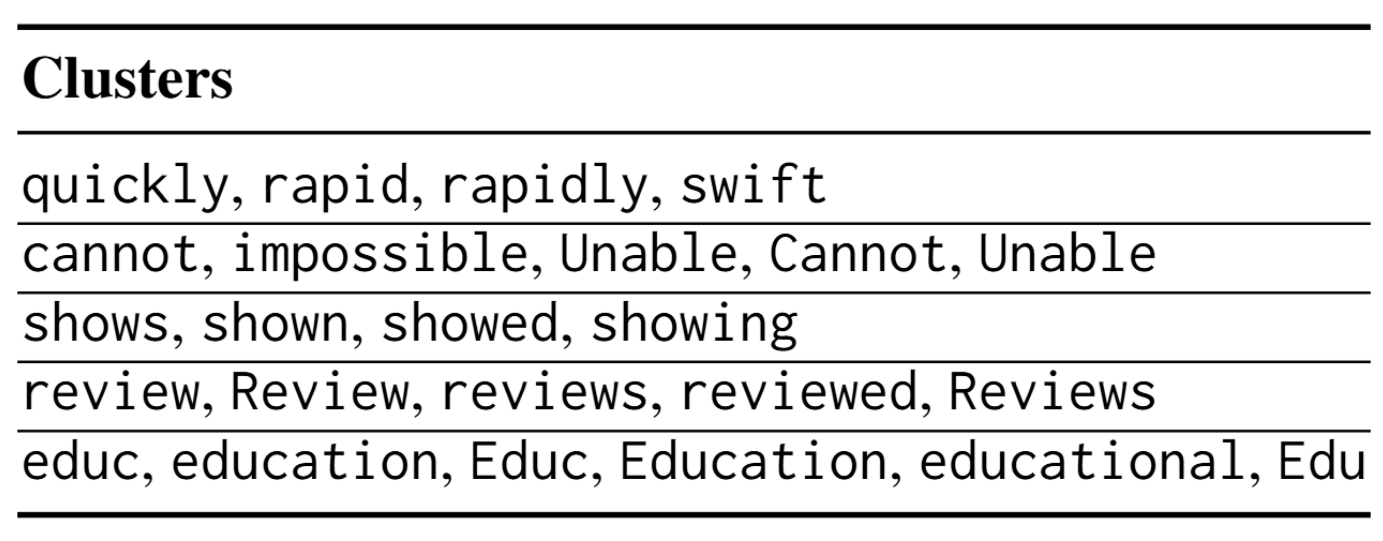 Clusters
quickly, rapid, rapidly, swift
cannot, impossible, Unable, Cannot, Unable
shows, shown, showed, showing
review, Review, reviews, reviewed, Reviews
educ, education, Educ, Education, educational, Edu